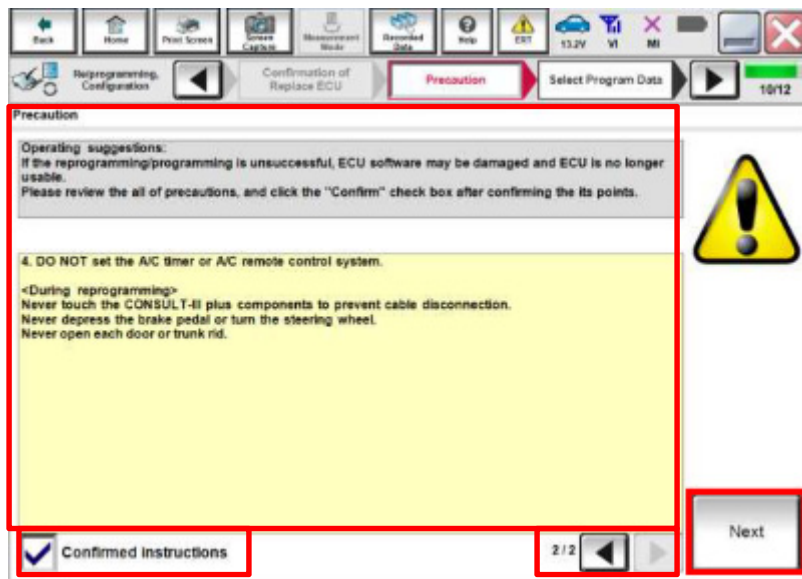 Back
Home
Print Screen
Screen
Capture
Measurement
Mode
Recorded
Data
Help
ERT
13.2V
VI
MI
Reprogramming,
Configuration
Confirmation of
Replace ECU
Precaution
Select Program Data
10/12
Precaution
Operating suggestions:
If the reprogramming/programming is unsuccessful, ECU software may be damaged and ECU is no longer
usable.
Please review the all of precautions, and click the "Confirm" check box after confirming the its points.
4. DO NOT set the A/C timer or A/C remote control system.
<During reprogramming>
Never touch the CONSULT-III plus components to prevent cable disconnection.
Never depress the brake pedal or turn the steering wheel.
Never open each door or trunk rid.
Confirmed instructions
2/2
Next